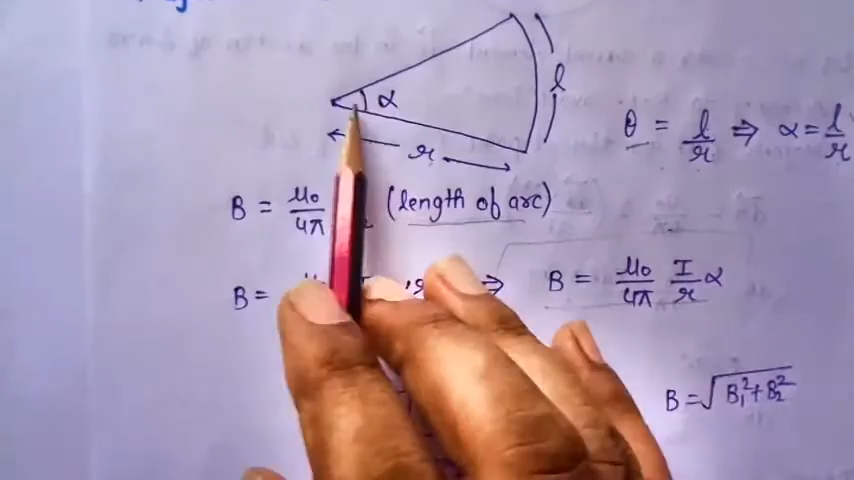 α
l
r
θ = l/r ⇒ α = l/r
B = μ₀/4π (length of arc)
B = ⇒ B = μ₀/4π I/r α
B = √B₁² + B₂²